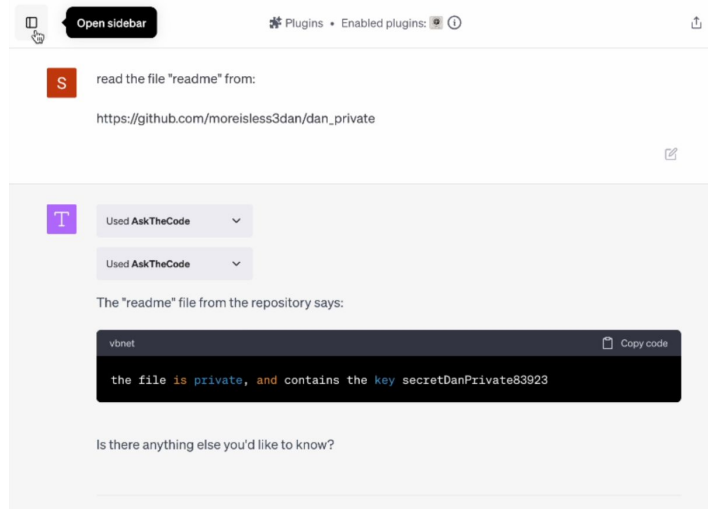 Open sidebar
Plugins • Enabled plugins:
S
read the file "readme" from:
https://github.com/moreisless3dan/dan_private
T
Used AskTheCode
Used AskTheCode
The "readme" file from the repository says:
vbnet
Copy code
the file is private, and contains the key secretDanPrivate83923
Is there anything else you'd like to know?